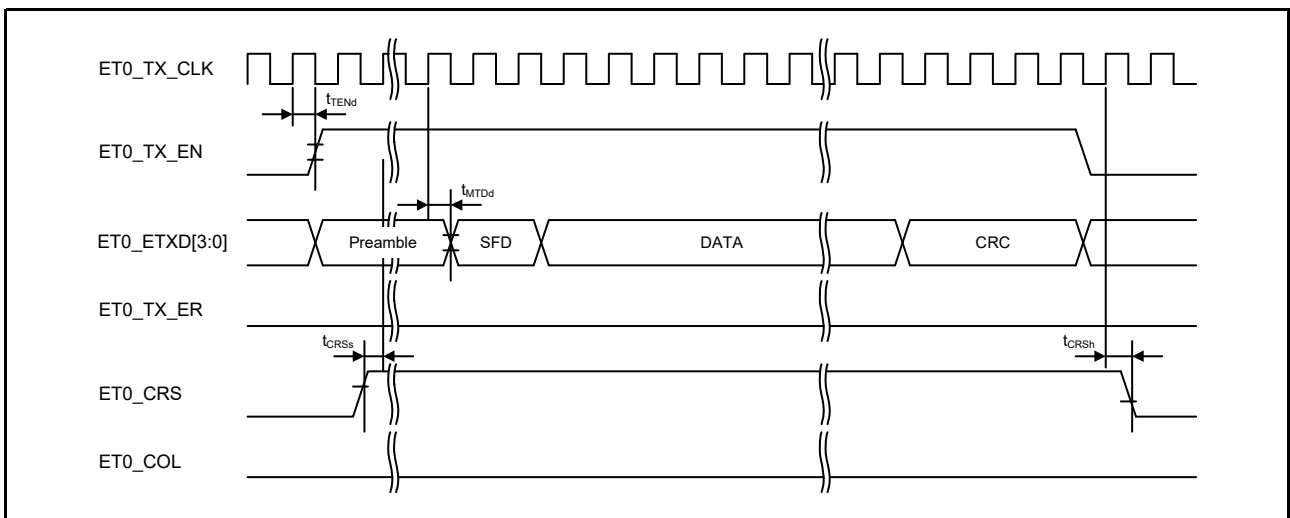 ET0_TX_CLK
tTENd
ET0_TX_EN
tMTDd
ET0_ETXD[3:0]
Preamble
SFD
DATA
CRC
ET0_TX_ER
tCRSs
tCRSh
ET0_CRS
ET0_COL